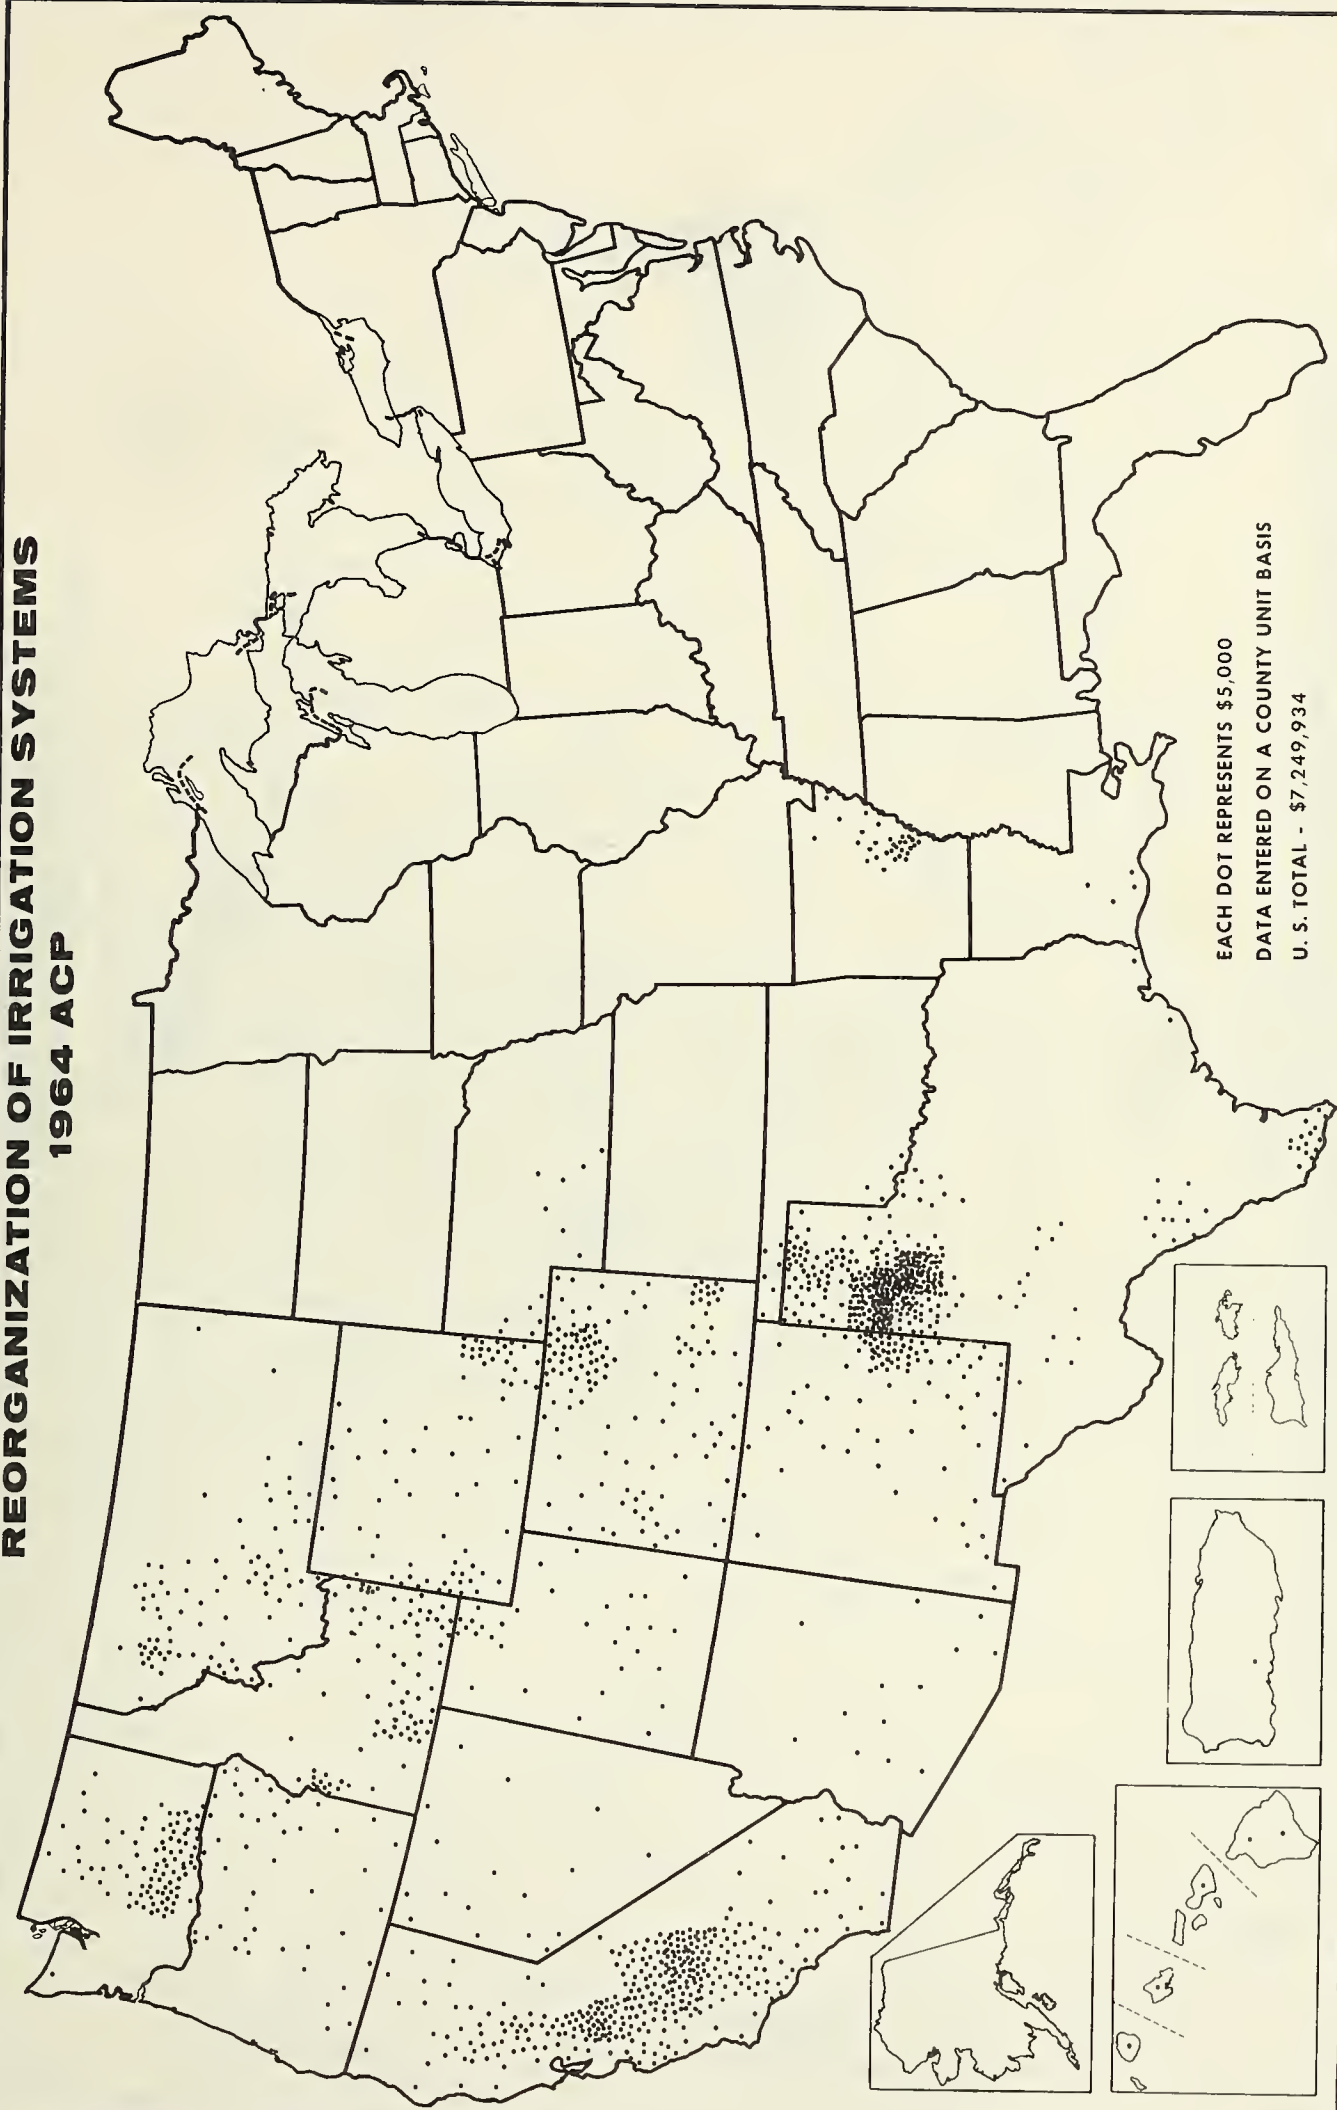 REORGANIZATION OF IRRIGATION SYSTEMS
1964 ACP
EACH DOT REPRESENTS $5,000
DATA ENTERED ON A COUNTY UNIT BASIS
U. S. TOTAL - $7,249,934